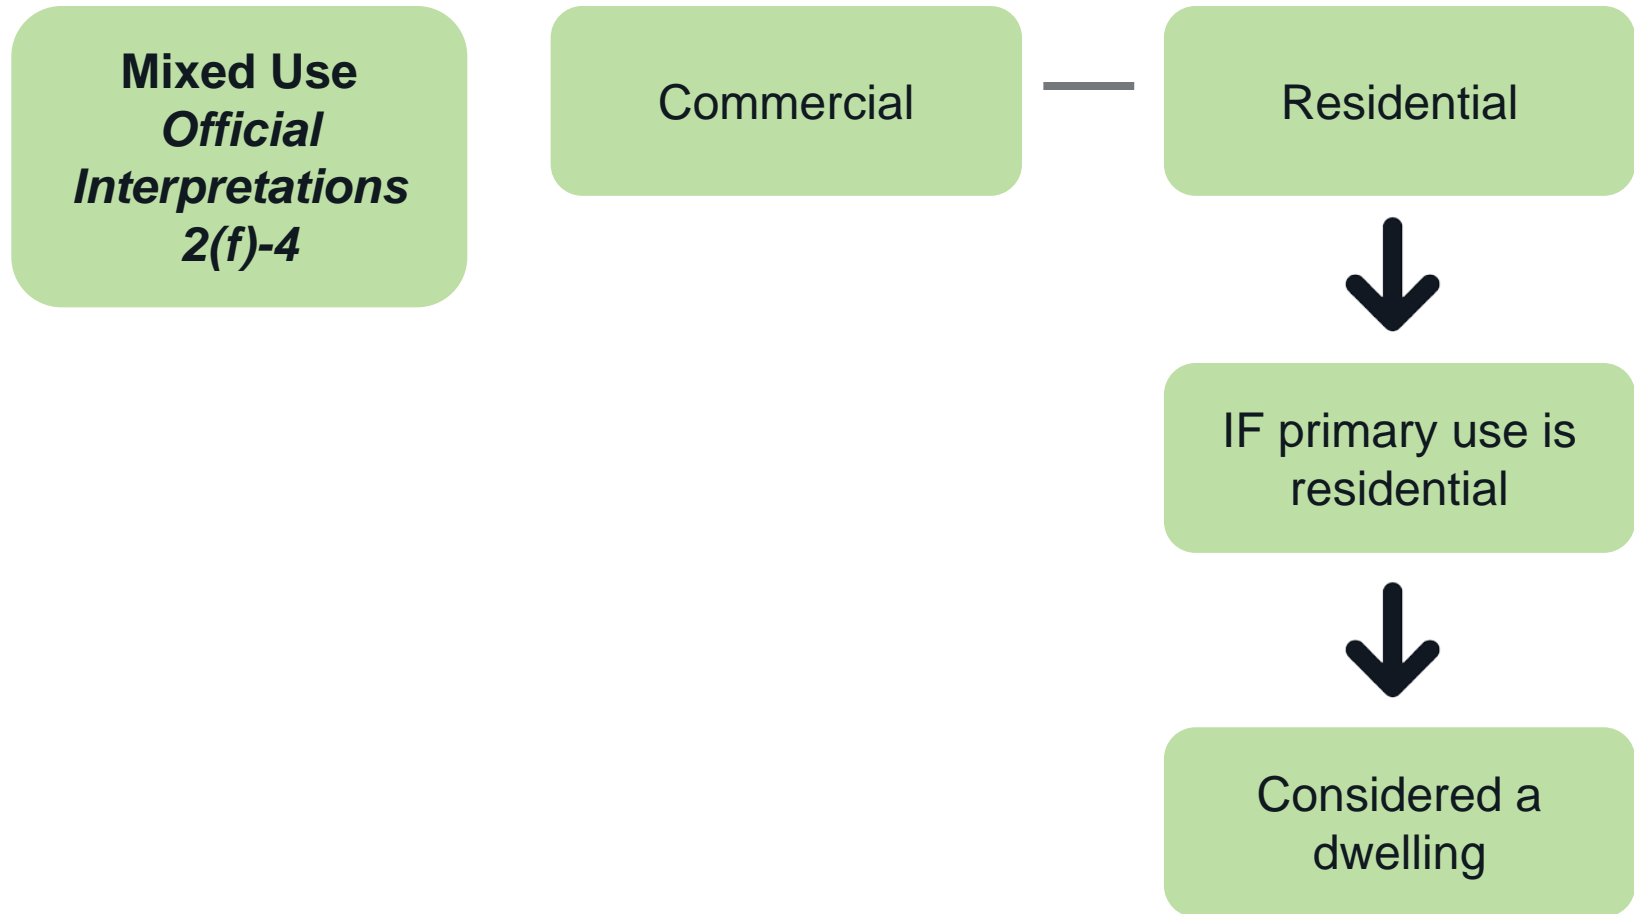 Mixed Use
Official
Interpretations
2(f)-4
Commercial
Residential
IF primary use is
residential
Considered a
dwelling